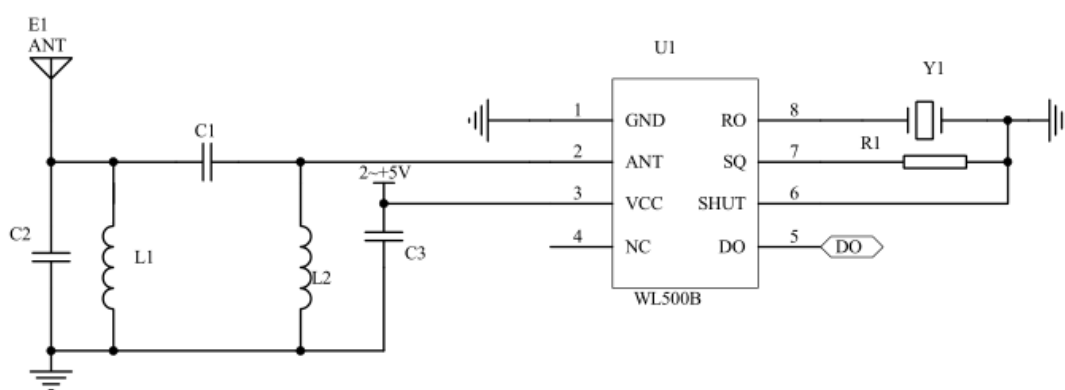 E1
ANT
U1
Y1
C1
1
GND
RO
8
R1
2
ANT
SQ
7
2~+5V
3
VCC
SHUT
6
C2
L1
L2
C3
4
NC
DO
5
DO
WL500B